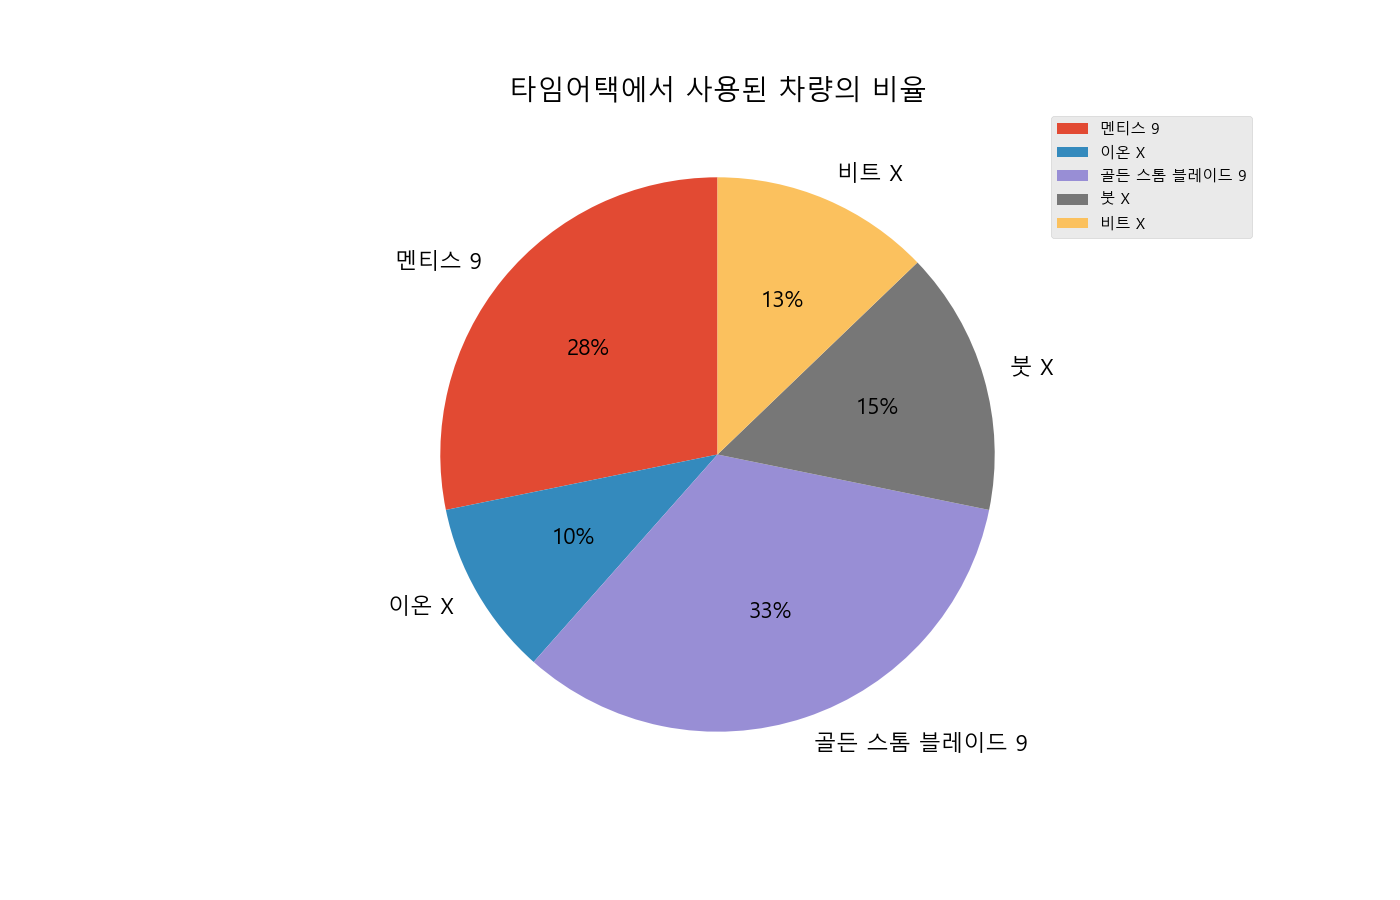 타임어택에서 사용된 차량의 비율
멘티스 9
이온 X
골든 스톰 블레이드 9
붓 X
비트 X
비트 X
멘티스 9
13%
28%
붓 X
15%
10%
이온 X
33%
골든 스톰 블레이드 9